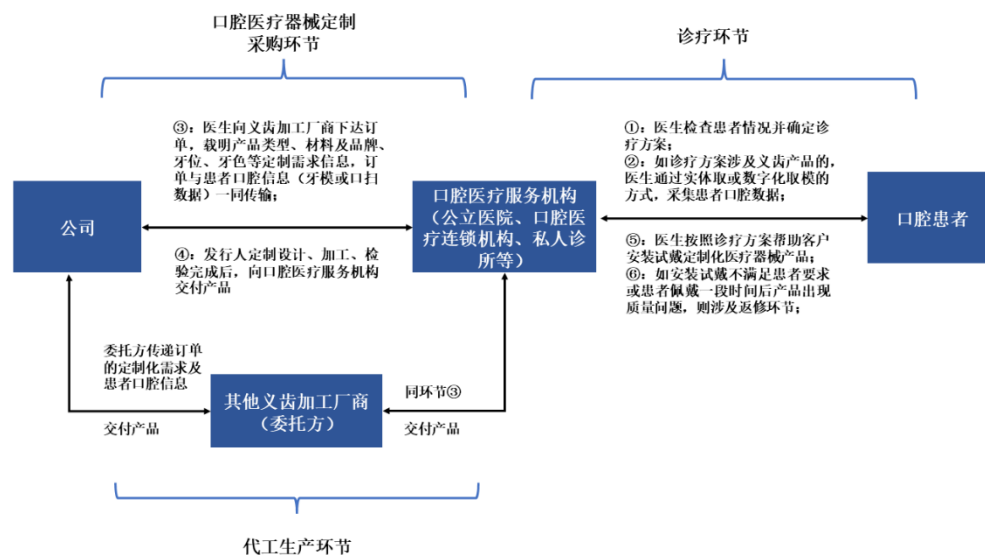 口腔医疗器械定制
采购环节
诊疗环节
③：医生向义齿加工厂商下达订
单，载明产品类型、材料及品牌、
牙位、牙色等定制需求信息，订
单与患者口腔信息（牙模或口扫
数据）一同传输；
①：医生检查患者情况并确定诊
疗方案；
②：如诊疗方案涉及义齿产品的，
医生通过实体取或数字化取模的
方式，采集患者口腔数据；
公司
口腔医疗服务机构
（公立医院、口腔医
疗连锁机构、私人诊
所等）
口腔患者
④：发行人定制设计、加工、检
验完成后，向口腔医疗服务机构
交付产品
⑤：医生按照诊疗方案帮助客户
安装试戴定制化医疗器械产品；
⑥：如安装试戴不满足患者要求
或患者佩戴一段时间后产品出现
质量问题，则涉及返修环节；
委托方传递订单
的定制化需求及
患者口腔信息
交付产品
其他义齿加工厂商
（委托方）
同环节③
交付产品
代工生产环节